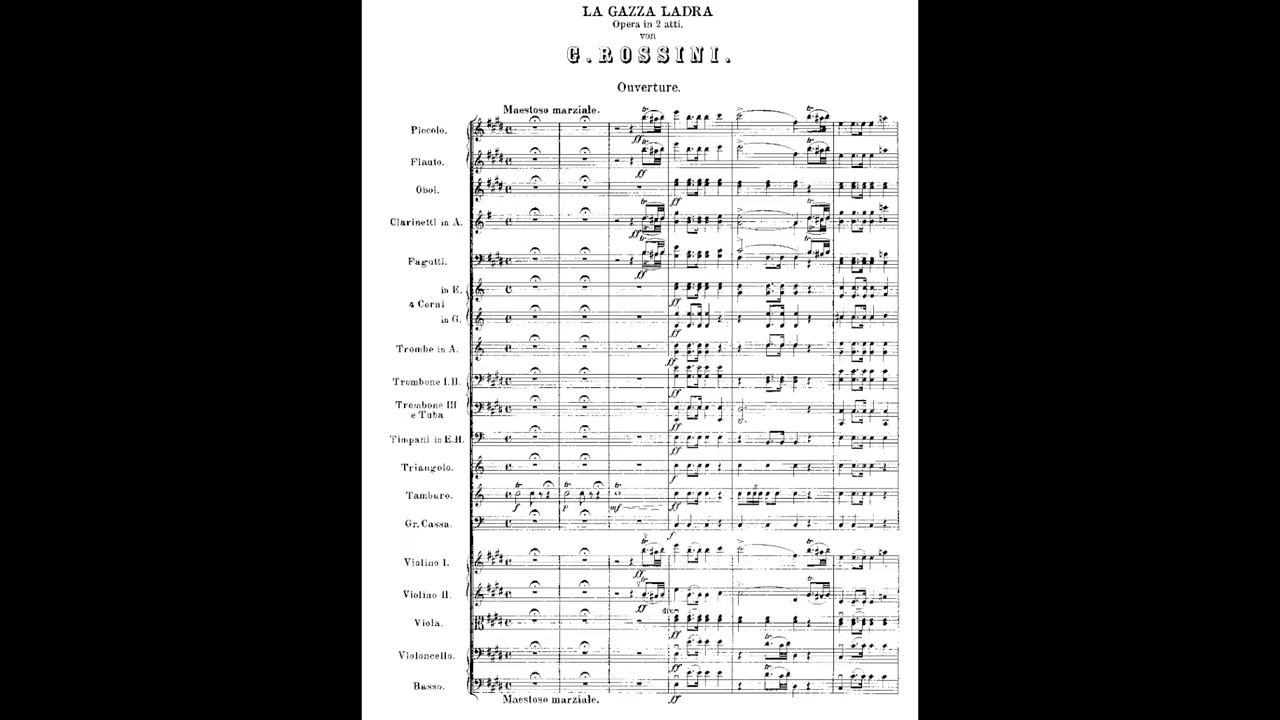 LA GAZZA LADRA
Opera in 2 atti.
von
G. ROSSINI.
Ouverture.
Maestoso marziale.
Piccolo.
Flauto.
Oboi.
Clarinetti in A.
Fagotti.
in E.
4 Corni
in G.
Trombe in A.
Trombone I. II.
Trombone III
e Tuba
Timpani in E.H.
Triangolo.
Tamburo.
Gr. Cassa.
Violino I.
Violino II.
div.
Viola.
Violoncello.
Basso.
Maestoso marziale.